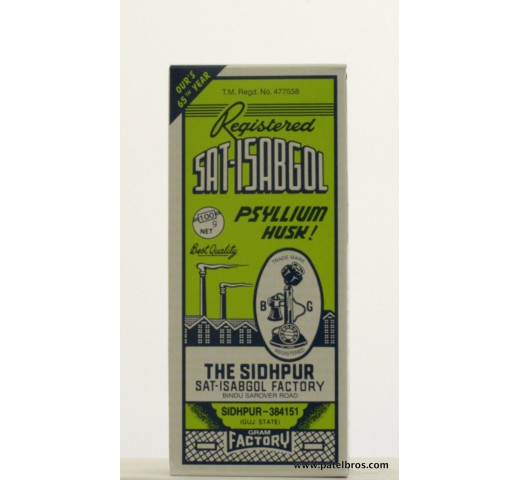 OUR'S
65TH YEAR
T.M. Regd. No. 477558
Registered
SAT-ISABGOL
PSYLLIUM
HUSK!
100
g
NET
Best Quality
TRADE MARK
B G
REGISTERED
THE SIDHPUR
SAT-ISABGOL FACTORY
BINDU SAROVER ROAD
SIDHPUR-384151
(GUJ. STATE)
GRAM
FACTORY
www.patelbros.com